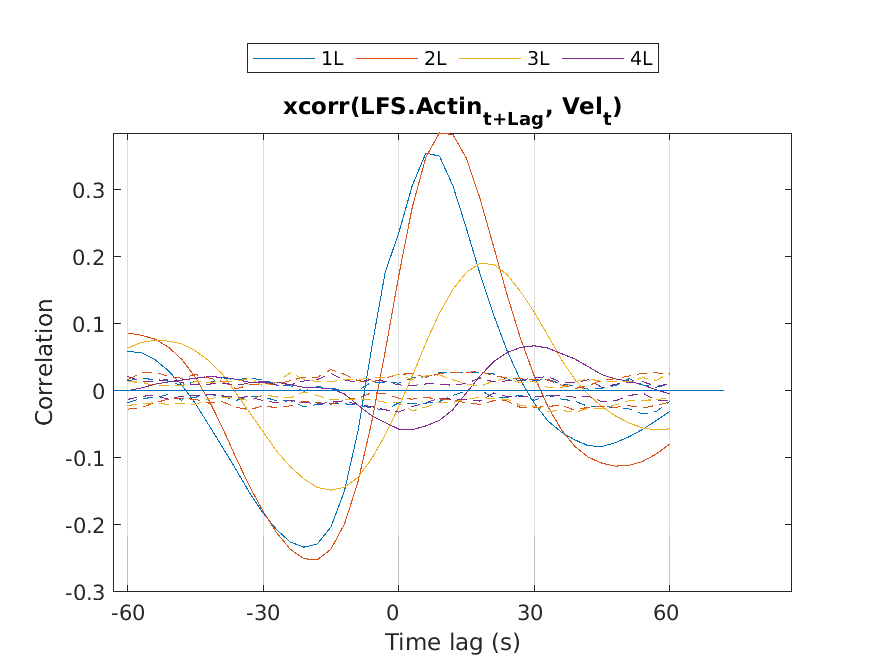 1L 2L 3L 4L
xcorr(LFS.Actin_t+Lag, Vel_t)
0.3
0.2
0.1
0
-0.1
-0.2
-0.3
Correlation
-60 -30 0 30 60
Time lag (s)